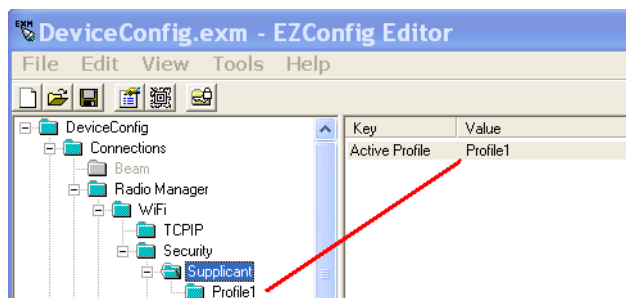 DeviceConfig.exm - EZConfig Editor
File Edit View Tools Help
DeviceConfig
Connections
Beam
Radio Manager
WiFi
TCPIP
Security
Supplicant
Profile1
Key Value
Active Profile Profile1